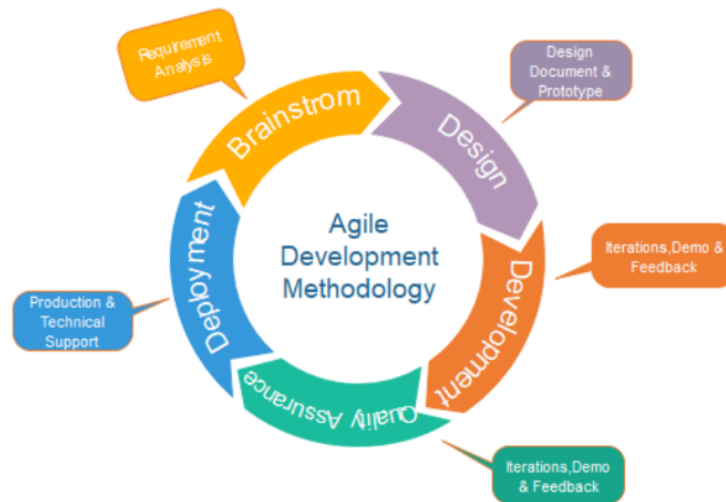 Requirement
Analysis
Brainstrom
Design
Document &
Prototype
Design
Agile
Development
Methodology
Iterations,Demo &
Feedback
Development
Production &
Technical
Support
Deployment
Quality Assurance
Iterations,Demo
& Feedback